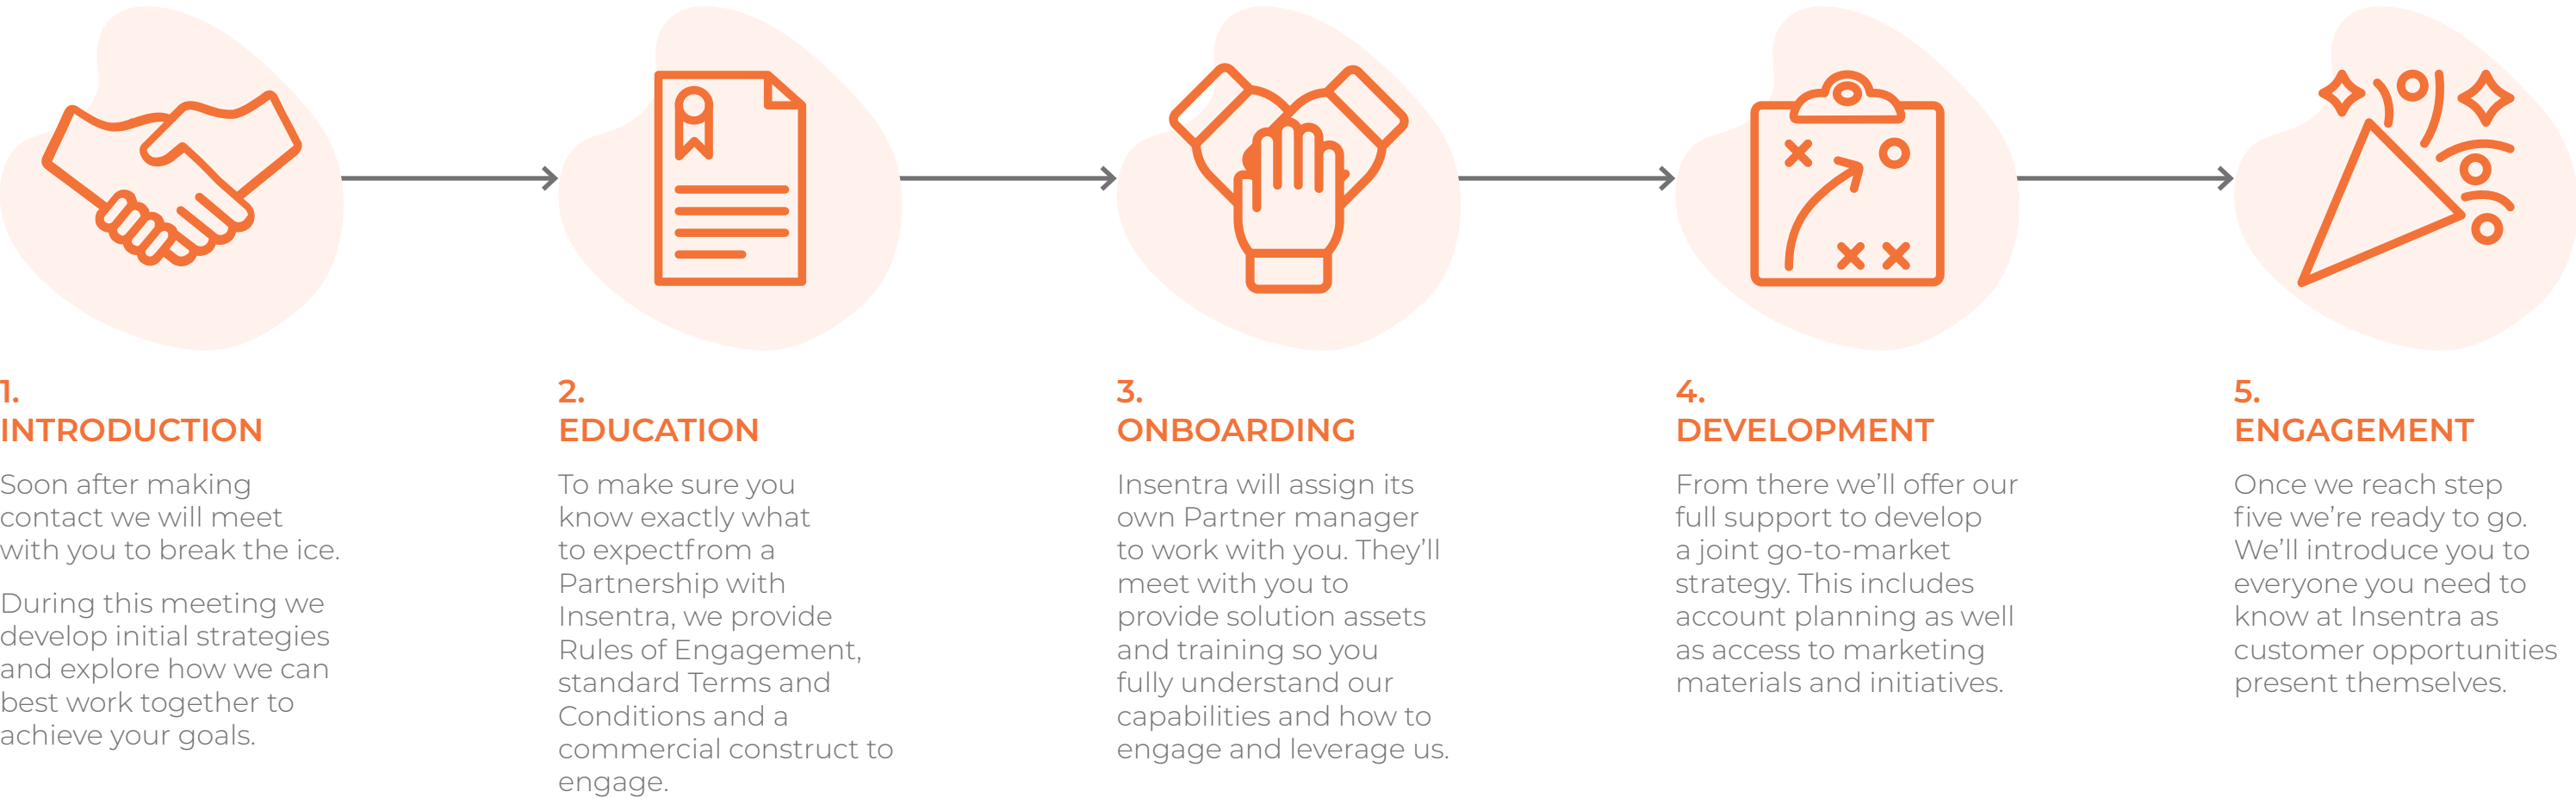 1.
INTRODUCTION
Soon after making
contact we will meet
with you to break the ice.
During this meeting we
develop initial strategies
and explore how we can
best work together to
achieve your goals.
2.
EDUCATION
To make sure you
know exactly what
to expectfrom a
Partnership with
Insentra, we provide
Rules of Engagement,
standard Terms and
Conditions and a
commercial construct to
engage.
3.
ONBOARDING
Insentra will assign its
own Partner manager
to work with you. They’ll
meet with you to
provide solution assets
and training so you
fully understand our
capabilities and how to
engage and leverage us.
4.
DEVELOPMENT
From there we’ll offer our
full support to develop
a joint go-to-market
strategy. This includes
account planning as well
as access to marketing
materials and initiatives.
5.
ENGAGEMENT
Once we reach step
five we’re ready to go.
We’ll introduce you to
everyone you need to
know at Insentra as
customer opportunities
present themselves.